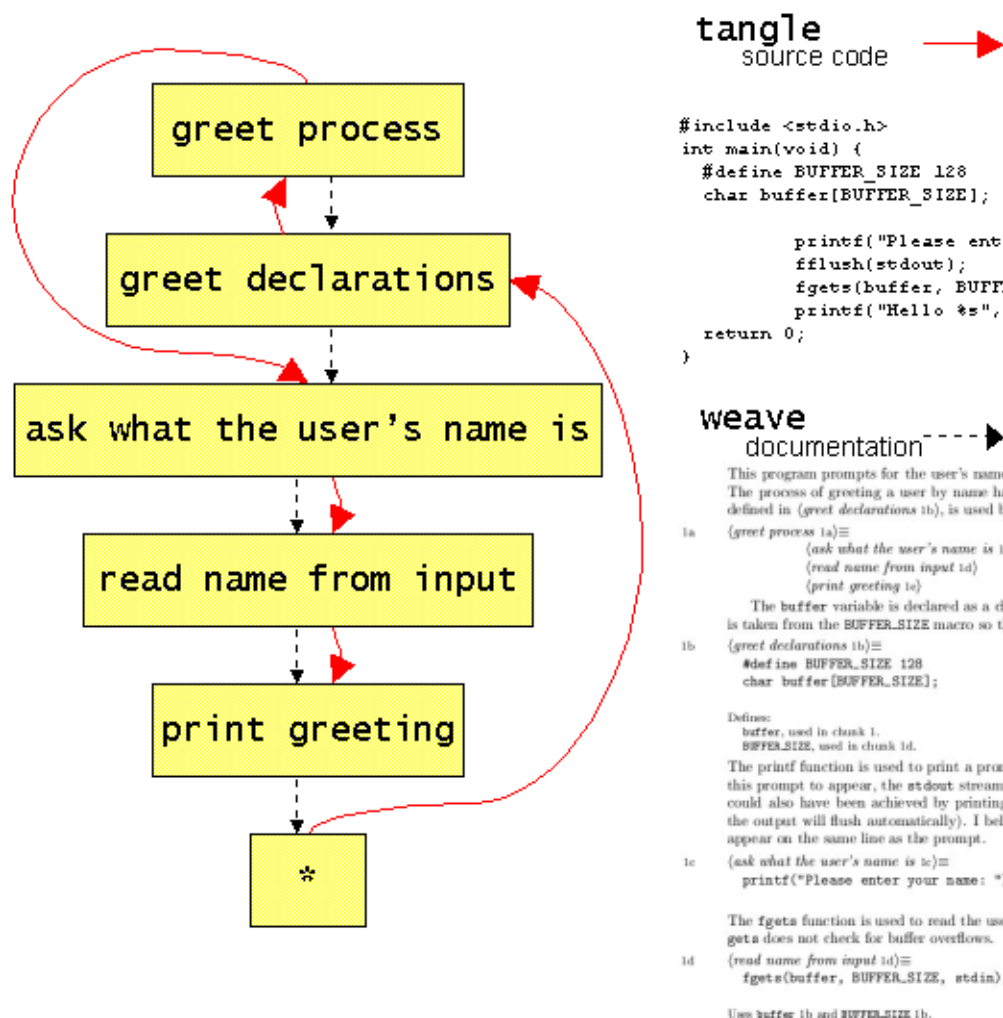 greet process
greet declarations
ask what the user's name is
read name from input
print greeting
*
tangle
source code
#include <stdio.h>
int main(void) {
#define BUFFER_SIZE 128
char buffer[BUFFER_SIZE];
printf("Please ent
fflush(stdout);
fgets(buffer, BUFF
printf("Hello %s",
return 0;
}
weave
documentation
This program prompts for the user's name
The process of greeting a user by name ha
defined in ⟨greet declarations 1b⟩, is used b
1a ⟨greet process 1a⟩≡
⟨ask what the user's name is 1
⟨read name from input 1d⟩
⟨print greeting 1e⟩
The buffer variable is declared as a c
is taken from the BUFFER_SIZE macro so t
1b ⟨greet declarations 1b⟩≡
#define BUFFER_SIZE 128
char buffer[BUFFER_SIZE];
Defines:
buffer, used in chunk 1.
BUFFER_SIZE, used in chunk 1d.
The printf function is used to print a pro
this prompt to appear, the stdout stream
could also have been achieved by printing
the output will flush automatically). I bel
appear on the same line as the prompt.
1c ⟨ask what the user's name is 1c⟩≡
printf("Please enter your name: "
The fgets function is used to read the use
gets does not check for buffer overflows.
1d ⟨read name from input 1d⟩≡
fgets(buffer, BUFFER_SIZE, stdin)
Uses buffer 1b and BUFFER_SIZE 1b.